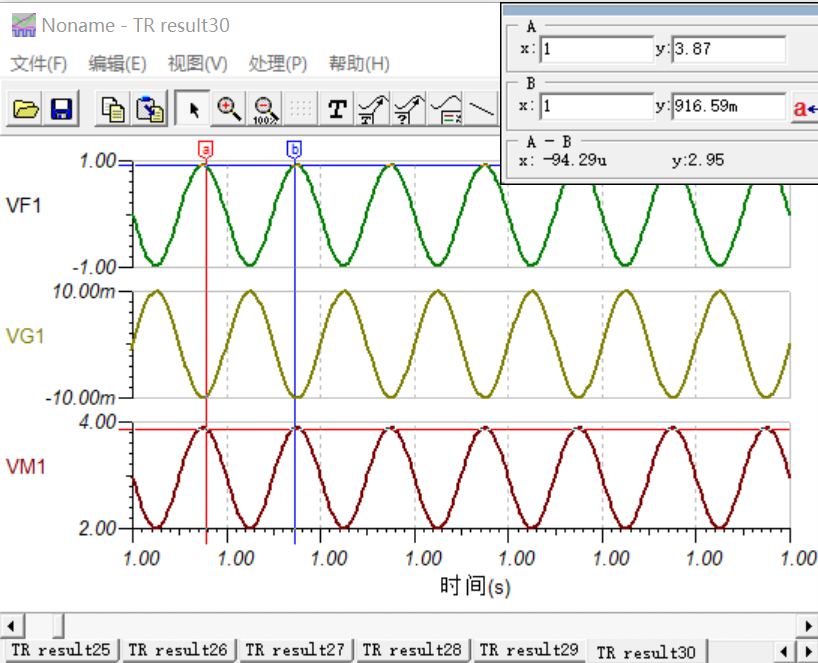 Noname - TR result30
文件(F) 编辑(E) 视图(V) 处理(P) 帮助(H)
A
x: 1 y: 3.87
B
x: 1 y: 916.59m
a
A - B
x: -94.29u y:2.95
100%
T
a b
1.00
VF1
-1.00
10.00m
VG1
-10.00m
4.00
VM1
2.00
1.00 1.00 1.00 1.00 1.00 1.00 1.00 1.00
时间(s)
TR result25 TR result26 TR result27 TR result28 TR result29 TR result30